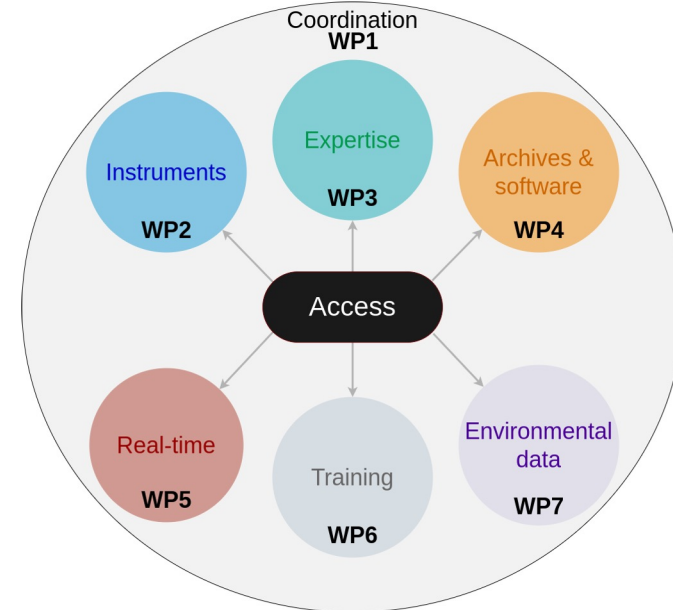 Coordination
WP1
Instruments
WP2
Expertise
WP3
Archives &
software
WP4
Access
Real-time
WP5
Training
WP6
Environmental
data
WP7